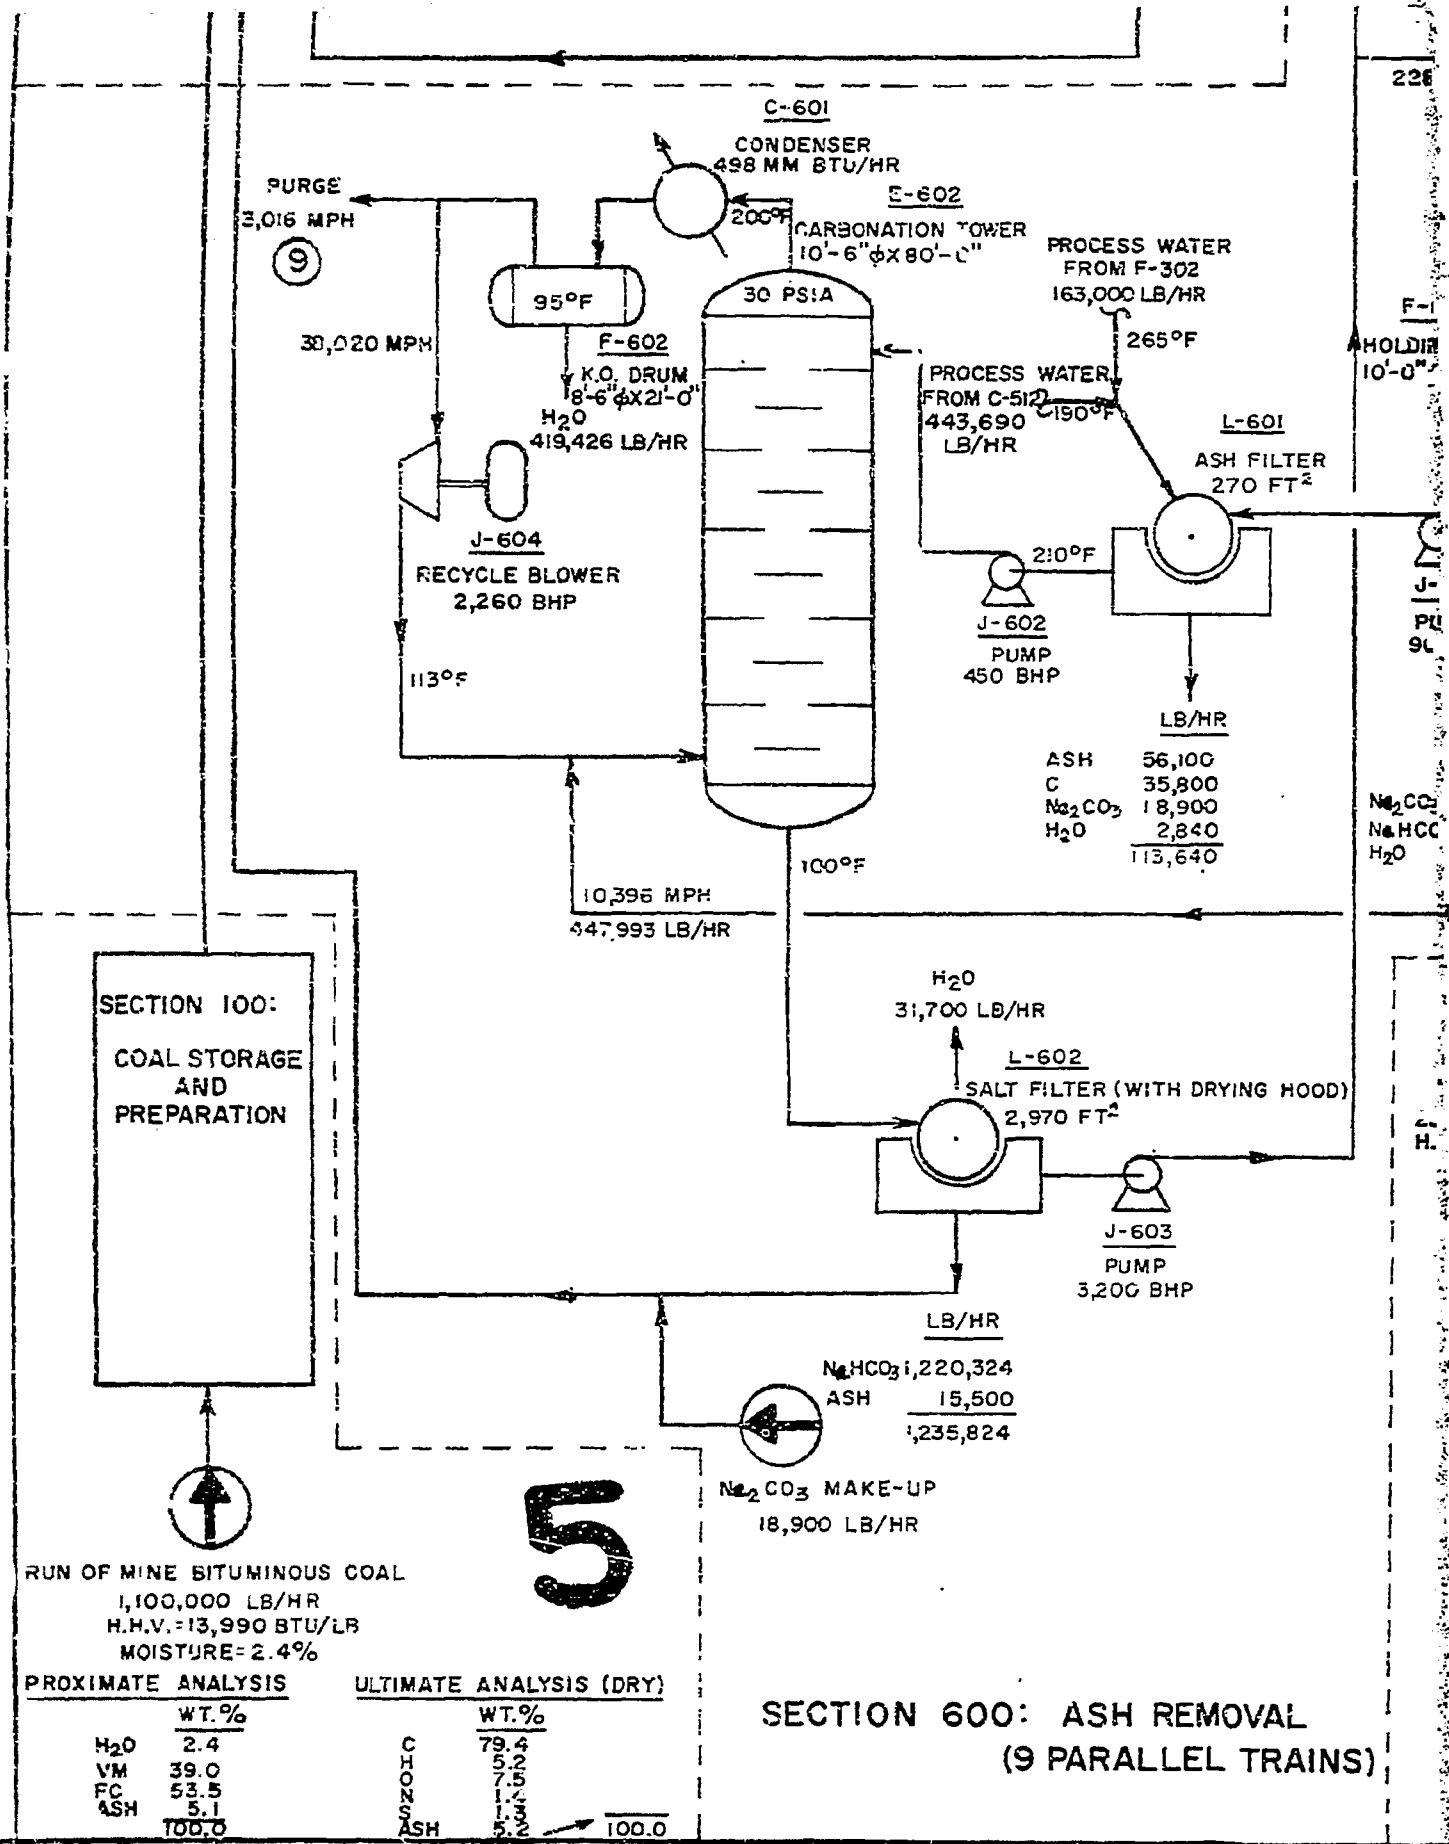 228
C-601
CONDENSER
498 MM BTU/HR
E-602
200°F
CARBONATION TOWER
10'-6"ϕX80'-0"
PURGE
3,016 MPH
9
95°F
30 PSIA
PROCESS WATER
FROM F-302
163,000 LB/HR
265°F
F-1
HOLDIN
10'-0"
38,020 MPH
F-602
K.O. DRUM
8'-6"ϕX21'-0"
H2O
419,426 LB/HR
PROCESS WATER
FROM C-512
190°F
443,690
LB/HR
L-601
ASH FILTER
270 FT²
J-604
RECYCLE BLOWER
2,260 BHP
210°F
J-602
PUMP
450 BHP
J-
PU
113°F
LB/HR
ASH 56,100
C 35,800
Na2CO3 18,900
H2O 2,840
113,640
Na2CO3
NaHCO
H2O
100°F
10,396 MPH
447,993 LB/HR
SECTION 100:
COAL STORAGE
AND
PREPARATION
H2O
31,700 LB/HR
L-602
SALT FILTER (WITH DRYING HOOD)
2,970 FT²
H.
J-603
PUMP
3,200 BHP
LB/HR
NaHCO3 1,220,324
ASH 15,500
1,235,824
Na2CO3 MAKE-UP
18,900 LB/HR
5
RUN OF MINE BITUMINOUS COAL
1,100,000 LB/HR
H.H.V.=13,990 BTU/LB
MOISTURE=2.4%
PROXIMATE ANALYSIS
WT.%
H2O 2.4
VM 39.0
FC 53.5
ASH 5.1
100.0
ULTIMATE ANALYSIS (DRY)
WT.%
C 79.4
H 5.2
O 7.5
N
S 1.3
ASH 5.2
100.0
SECTION 600: ASH REMOVAL
(9 PARALLEL TRAINS)